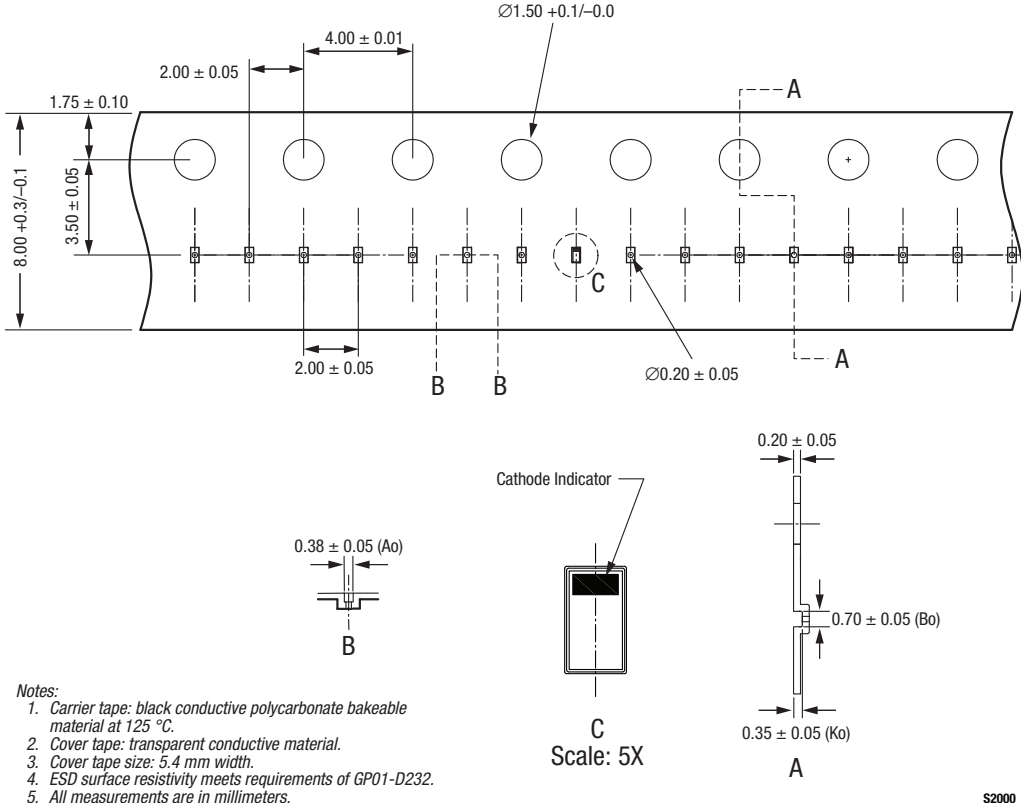 Ø1.50 +0.1/–0.0
4.00 ± 0.01
2.00 ± 0.05
1.75 ± 0.10
A
3.50 ± 0.05
8.00 +0.3/–0.1
C
2.00 ± 0.05
B
B
Ø0.20 ± 0.05
A
0.20 ± 0.05
Cathode Indicator
0.38 ± 0.05 (Ao)
0.70 ± 0.05 (Bo)
B
0.35 ± 0.05 (Ko)
C
Scale: 5X
A
Notes:
1. Carrier tape: black conductive polycarbonate bakeable
material at 125 °C.
2. Cover tape: transparent conductive material.
3. Cover tape size: 5.4 mm width.
4. ESD surface resistivity meets requirements of GP01-D232.
5. All measurements are in millimeters.
S2000